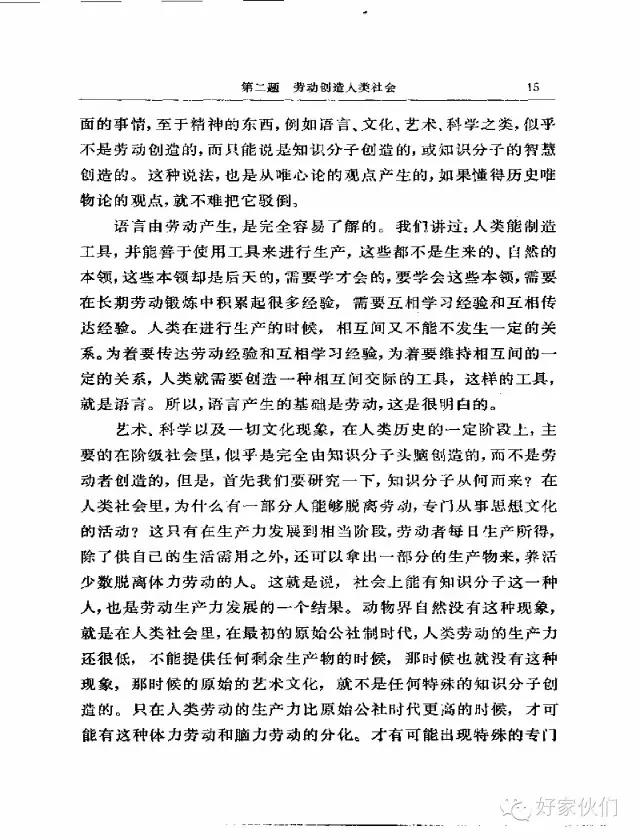 第二题 劳动创造人类社会 15
面的事情，至于精神的东西，例如语言、文化、艺术、科学之类，似乎
不是劳动创造的，而只能说是知识分子创造的，或知识分子的智慧
创造的。这种说法，也是从唯心论的观点产生的，如果懂得历史唯
物论的观点，就不难把它驳倒。
语言由劳动产生，是完全容易了解的。我们讲过：人类能制造
工具，并能善于使用工具来进行生产，这些都不是生来的、自然的
本领，这些本领却是后天的，需要学才会的，要学会这些本领，需要
在长期劳动锻炼中积累起很多经验，需要互相学习经验和互相传
达经验。人类在进行生产的时候，相互间又不能不发生一定的关
系。为着要传达劳动经验和互相学习经验，为着要维持相互间的一
定的关系，人类就需要创造一种相互间交际的工具，这样的工具，
就是语言。所以，语言产生的基础是劳动，这是很明白的。
艺术、科学以及一切文化现象，在人类历史的一定阶段上，主
要的在阶级社会里，似乎是完全由知识分子头脑创造的，而不是劳
动者创造的，但是，首先我们要研究一下，知识分子从何而来？在
人类社会里，为什么有一部分人能够脱离劳动，专门从事思想文化
的活动？这只有在生产力发展到相当阶段，劳动者每日生产所得，
除了供自己的生活需用之外，还可以拿出一部分的生产物来，养活
少数脱离体力劳动的人。这就是说，社会上能有知识分子这一种
人，也是劳动生产力发展的一个结果。动物界自然没有这种现象，
就是在人类社会里，在最初的原始公社制时代，人类劳动的生产力
还很低，不能提供任何剩余生产物的时候，那时候也就没有这种
现象，那时候的原始的艺术文化，就不是任何特殊的知识分子创
造的。只在人类劳动的生产力比原始公社时代更高的时候，才可
能有这种体力劳动和脑力劳动的分化。才有可能出现特殊的专门
好家伙们